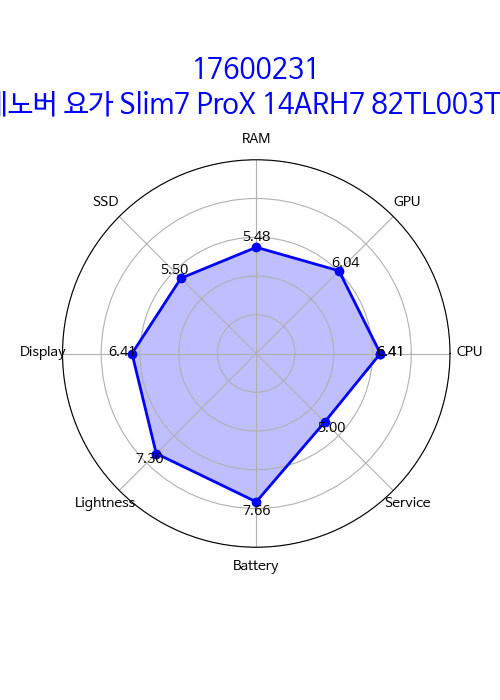 17600231
노버 요가 Slim7 ProX 14ARH7 82TL003T
RAM
SSD
GPU
5.48
5.50
6.04
Display
6.41
6.41
CPU
5.00
7.30
Lightness
Service
7.66
Battery